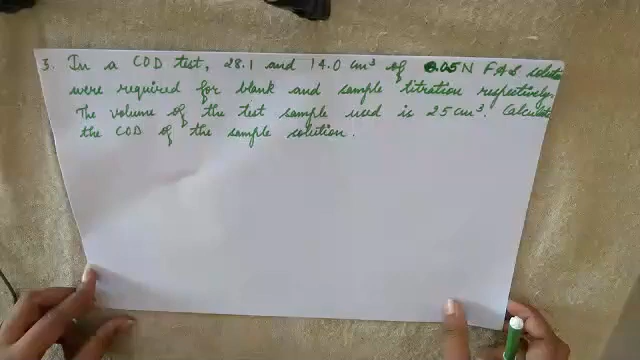 3. In a COD test, 28.1 and 14.0 cm³ of 0.05N FAS
were required for blank and sample titration respectively.
The volume of the test sample used is 25 cm³. Calculate
the COD of the sample solution.